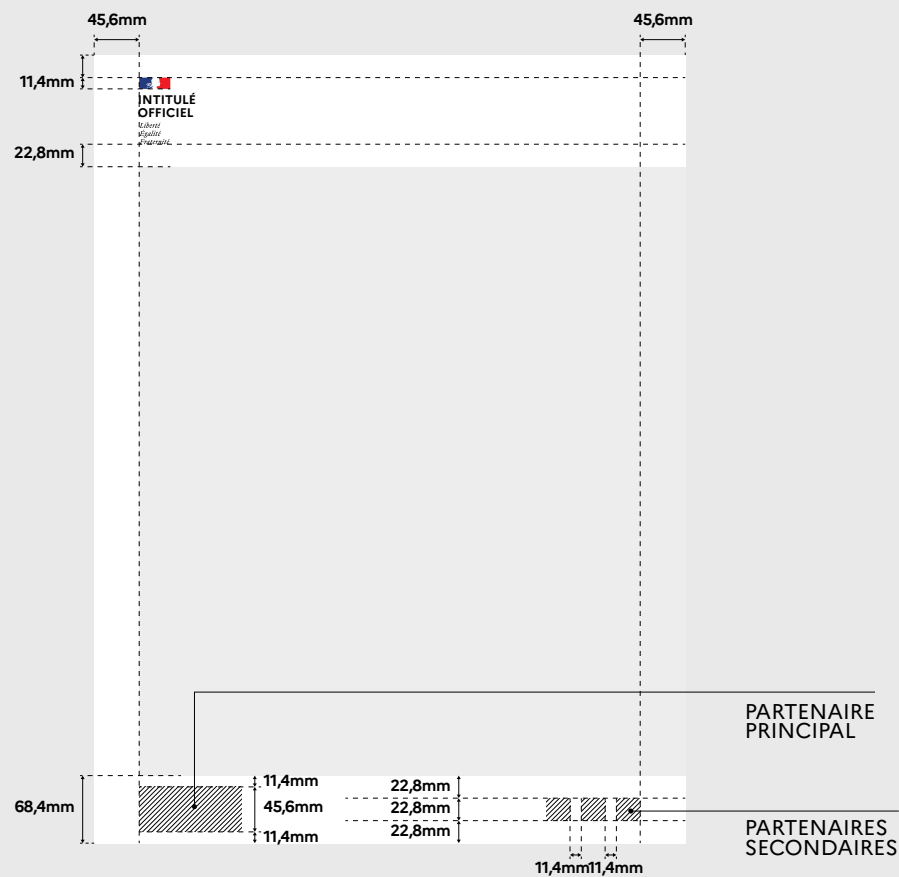 45,6mm
45,6mm
11,4mm
INTITULÉ
OFFICIEL
Liberté
Égalité
Fraternité
22,8mm
PARTENAIRE
PRINCIPAL
11,4mm
22,8mm
68,4mm
45,6mm
22,8mm
11,4mm
22,8mm
PARTENAIRES
SECONDAIRES
11,4mm
11,4mm